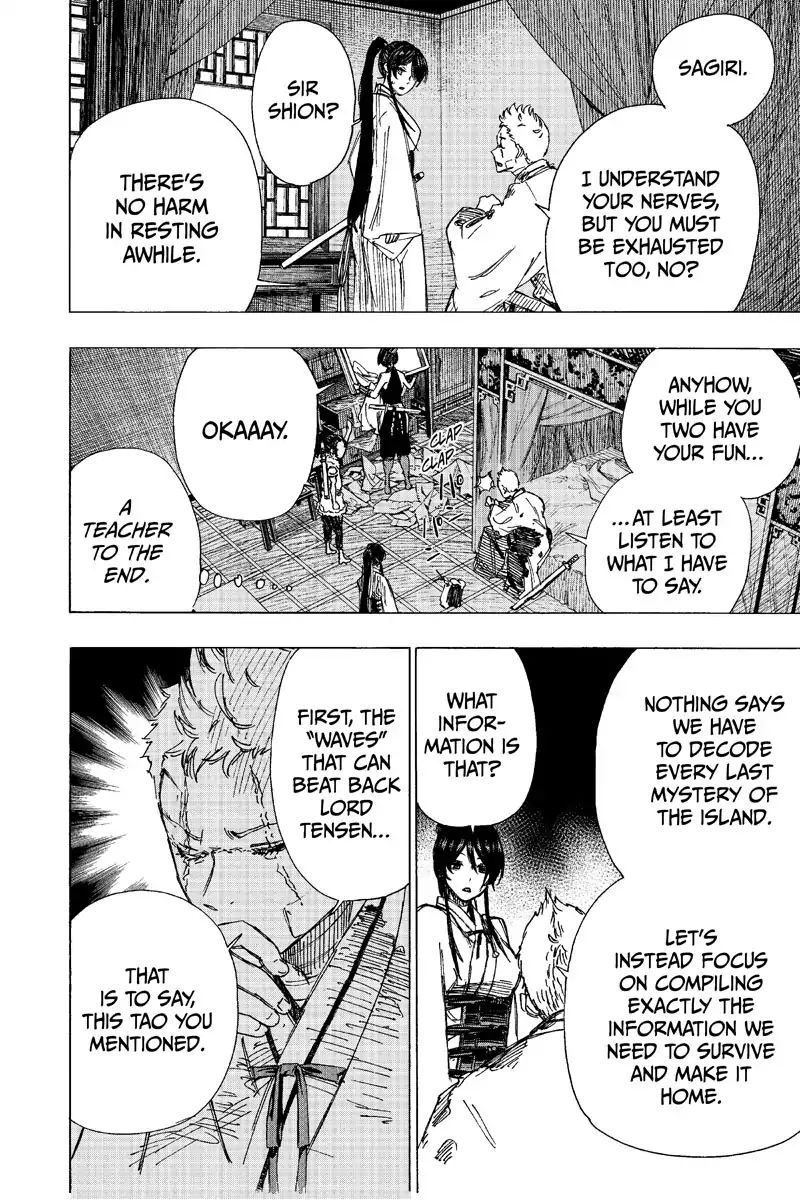 SAGIRI.
I UNDERSTAND
YOUR NERVES,
BUT YOU MUST
BE EXHAUSTED
TOO, NO?
SIR
SHION?
THERE'S
NO HARM
IN RESTING
AWHILE.
ANYHOW,
WHILE YOU
TWO HAVE
YOUR FUN...
...AT LEAST
LISTEN TO
WHAT I HAVE
TO SAY.
CLAP
CLAP
OKAAAY.
A
TEACHER
TO THE
END.
NOTHING SAYS
WE HAVE
TO DECODE
EVERY LAST
MYSTERY OF
THE ISLAND.
LET'S
INSTEAD FOCUS
ON COMPILING
EXACTLY THE
INFORMATION WE
NEED TO SURVIVE
AND MAKE IT
HOME.
WHAT
INFOR-
MATION IS
THAT?
FIRST, THE
"WAVES"
THAT CAN
BEAT BACK
LORD
TENSEN...
THAT
IS TO SAY,
THIS TAO YOU
MENTIONED.